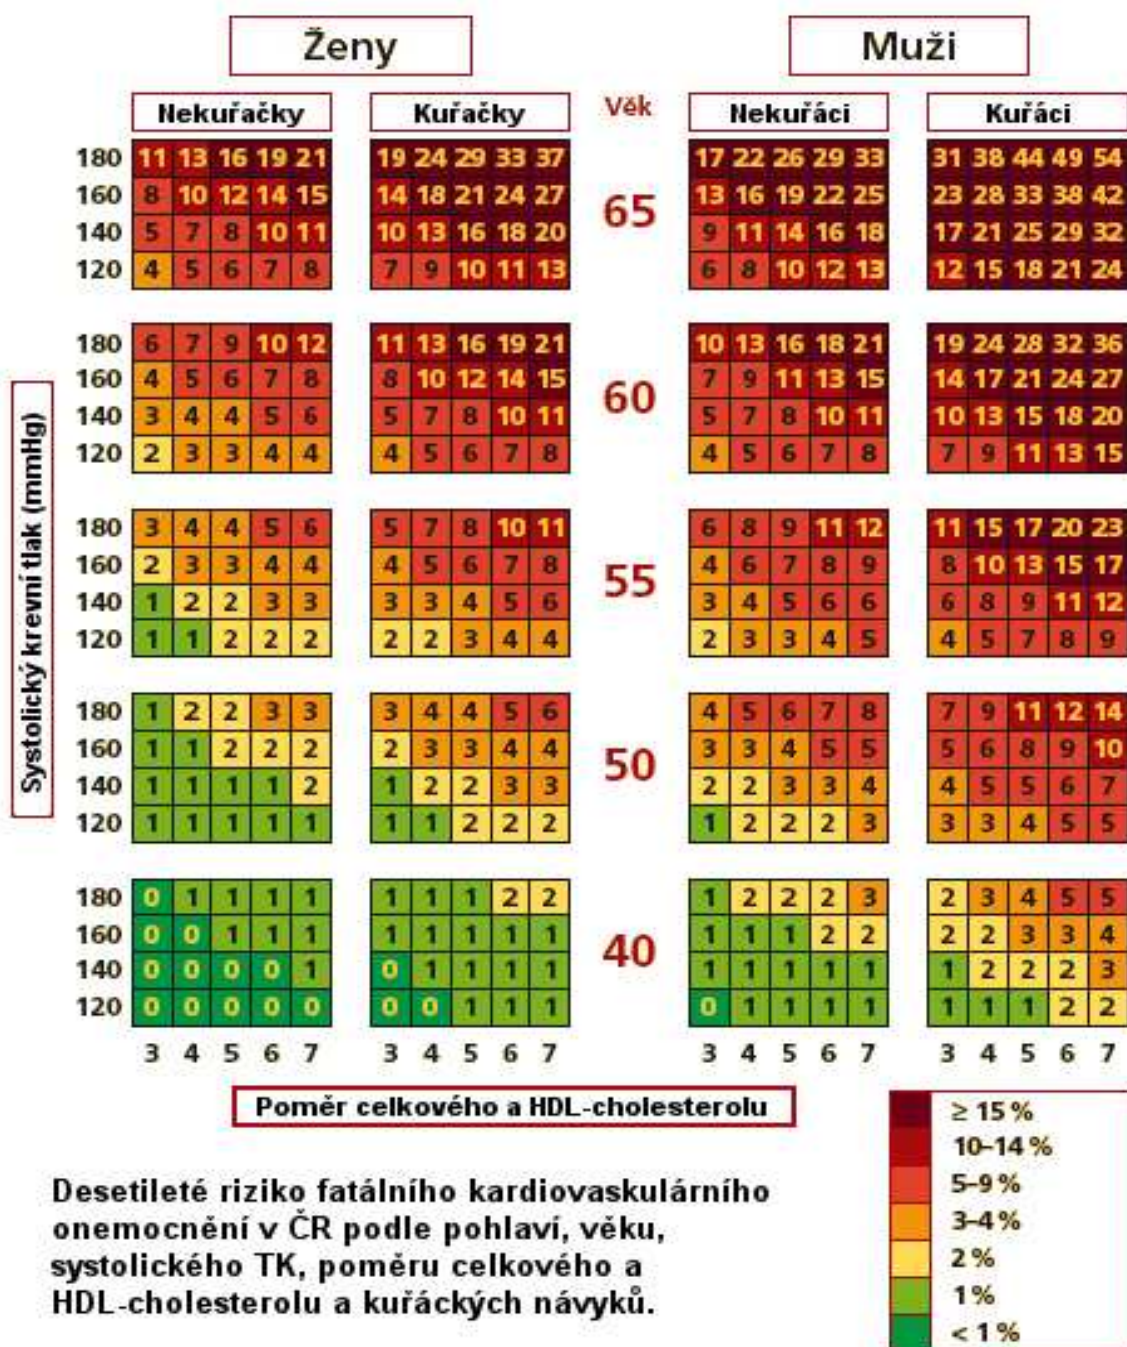 Ženy Muži
Nekuřačky Kuřačky Věk Nekuřáci Kuřáci
180 11 13 16 19 21 19 24 29 33 37 17 22 26 29 33 31 38 44 49 54
160 8 10 12 14 15 14 18 21 24 27 13 16 19 22 25 23 28 33 38 42
65
140 5 7 8 10 11 10 13 16 18 20 9 11 14 16 18 17 21 25 29 32
120 4 5 6 7 8 7 9 10 11 13 6 8 10 12 13 12 15 18 21 24
180 6 7 9 10 12 11 13 16 19 21 10 13 16 18 21 19 24 28 32 36
160 4 5 6 7 8 8 10 12 14 15 7 9 11 13 15 14 17 21 24 27
60
140 3 4 4 5 6 5 7 8 10 11 5 7 8 10 11 10 13 15 18 20
120 2 3 3 4 4 4 5 6 7 8 4 5 6 7 8 7 9 11 13 15
Systolický krevní tlak (mmHg)
180 3 4 4 5 6 5 7 8 10 11 6 8 9 11 12 11 15 17 20 23
160 2 3 3 4 4 4 5 6 7 8 4 6 7 8 9 8 10 13 15 17
55
140 1 2 2 3 3 3 3 4 5 6 3 4 5 6 6 6 8 9 11 12
120 1 1 2 2 2 2 2 3 4 4 2 3 3 4 5 4 5 7 8 9
180 1 2 2 3 3 3 4 4 5 6 4 5 6 7 8 7 9 11 12 14
160 1 1 2 2 2 2 3 3 4 4 3 3 4 5 5 5 6 8 9 10
50
140 1 1 1 1 2 1 2 2 3 3 2 2 3 3 4 4 5 5 6 7
120 1 1 1 1 1 1 1 2 2 2 1 2 2 2 3 3 3 4 5 5
180 0 1 1 1 1 1 1 1 2 2 1 2 2 2 3 2 3 4 5 5
160 0 0 1 1 1 1 1 1 1 1 1 1 1 2 2 2 2 3 3 4
40
140 0 0 0 0 1 0 1 1 1 1 1 1 1 1 1 1 2 2 2 3
120 0 0 0 0 0 0 0 1 1 1 0 1 1 1 1 1 1 1 2 2
3 4 5 6 7 3 4 5 6 7 3 4 5 6 7 3 4 5 6 7
Poměr celkového a HDL-cholesterolu
≥ 15 %
10–14 %
5–9 %
3–4 %
2 %
1 %
< 1 %
Desetileté riziko fatálního kardiovaskulárního
onemocnění v ČR podle pohlaví, věku,
systolického TK, poměru celkového a
HDL-cholesterolu a kuřáckých návyků.